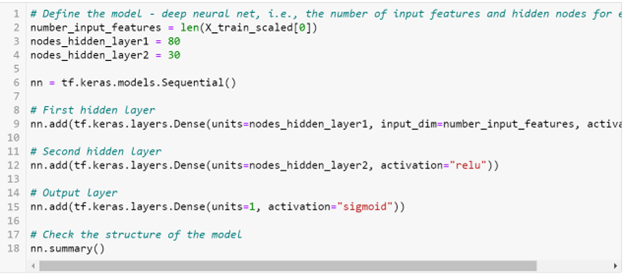 1 # Define the model - deep neural net, i.e., the number of input features and hidden nodes for
2 number_input_features = len(X_train_scaled[0])
3 nodes_hidden_layer1 = 80
4 nodes_hidden_layer2 = 30
5
6 nn = tf.keras.models.Sequential()
7
8 # First hidden layer
9 nn.add(tf.keras.layers.Dense(units=nodes_hidden_layer1, input_dim=number_input_features, activa
10
11 # Second hidden layer
12 nn.add(tf.keras.layers.Dense(units=nodes_hidden_layer2, activation="relu"))
13
14 # Output layer
15 nn.add(tf.keras.layers.Dense(units=1, activation="sigmoid"))
16
17 # Check the structure of the model
18 nn.summary()